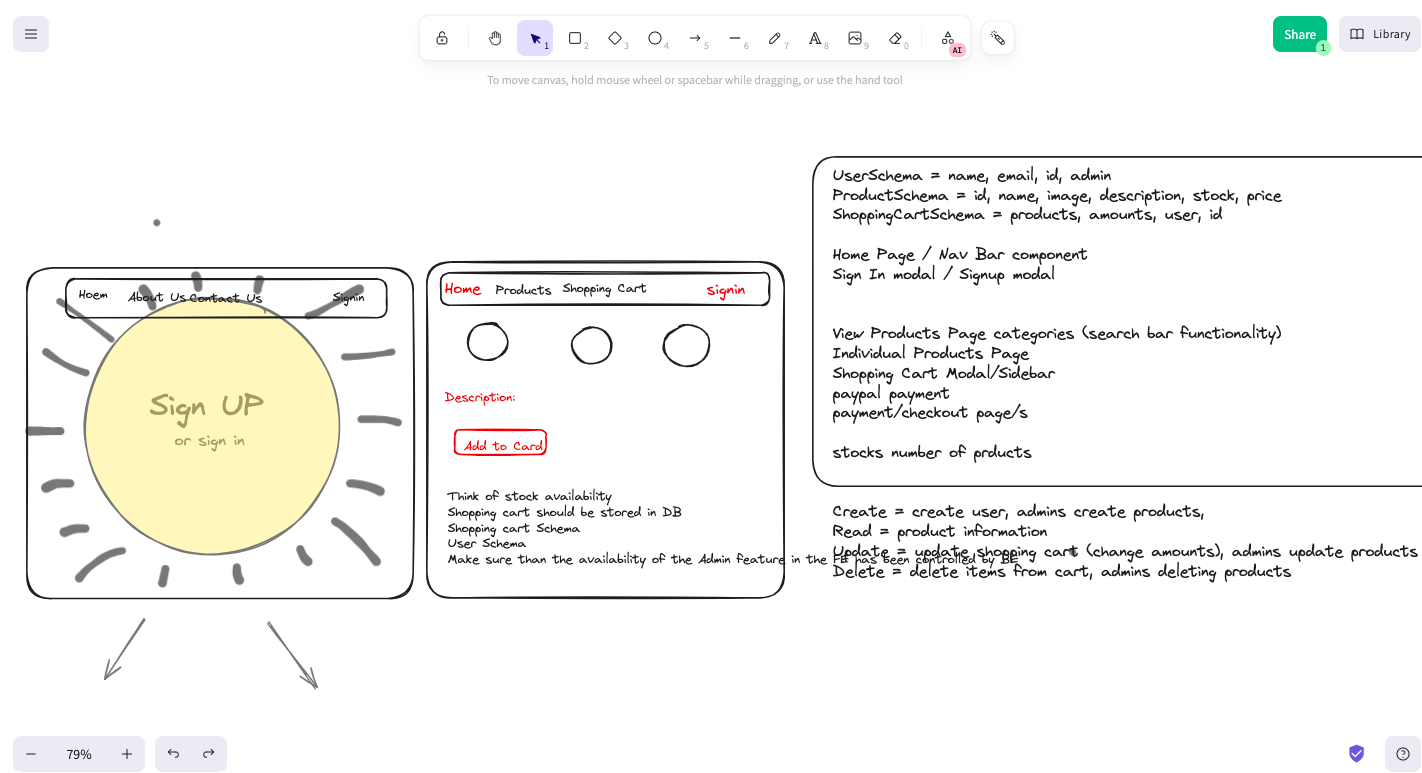 1
2
3
4
5
6
7
8
9
0
AI
Share
1
Library
To move canvas, hold mouse wheel or spacebar while dragging, or use the hand tool
Hoem
About Us
Contact Us
Signin
Sign UP
or sign in
Home
Products
Shopping Cart
Signin
Description:
Add to Card
Think of stock availability
Shopping cart should be stored in DB
Shopping cart Schema
User Schema
Make sure than the availability of the Admin feature in the FE has been controlled by BE
UserSchema = name, email, id, admin
ProductSchema = id, name, image, description, stock, price
ShoppingCartSchema = products, amounts, user, id
Home Page / Nav Bar component
Sign In modal / Signup modal
View Products Page categories (search bar functionality)
Individual Products Page
Shopping Cart Modal/Sidebar
paypal payment
payment/checkout page/s
stocks number of prducts
Create = create user, admins create products,
Read = product information
Update = update shopping cart (change amounts), admins update products
Delete = delete items from cart, admins deleting products
79%